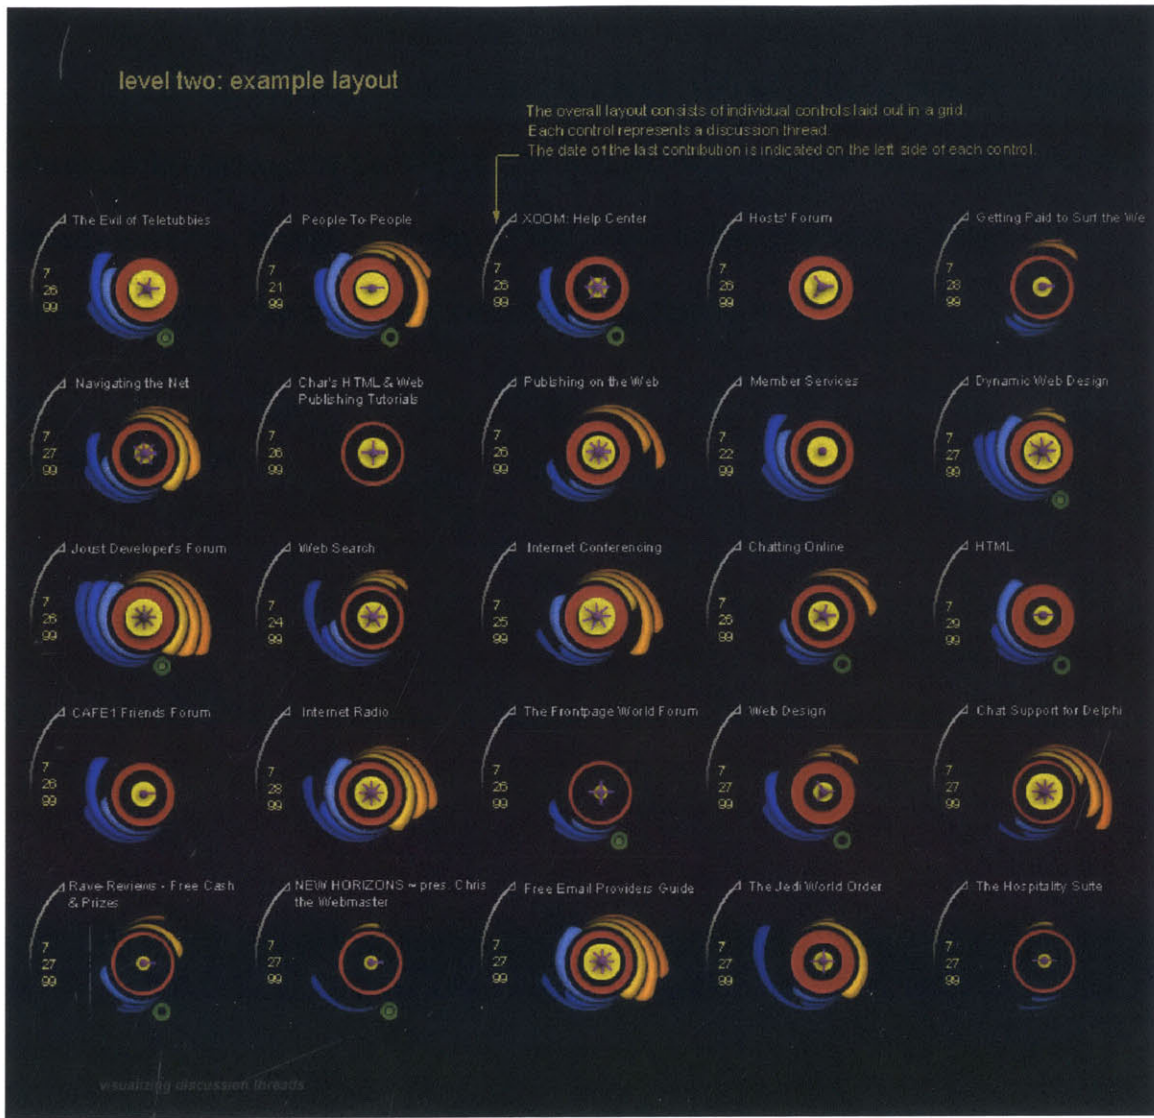 level two: example layout
The overall layout consists of individual controls laid out in a grid.
Each control represents a discussion thread.
The date of the last contribution is indicated on the left side of each control.
The Evil of Teletubbies
7
26
99
People-To-People
7
21
99
XOOM: Help Center
7
26
99
Hosts' Forum
7
26
99
Getting Paid to Surf the We
7
28
99
Navigating the Net
7
27
99
Char's HTML & Web
Publishing Tutorials
7
26
99
Publishing on the Web
7
26
99
Member Services
7
22
99
Dynamic Web Design
7
27
99
Joust Developer's Forum
7
26
99
Web Search
7
24
99
Internet Conferencing
7
25
99
Chatting Online
7
26
99
HTML
7
29
99
CAFE1 Friends Forum
7
26
99
Internet Radio
7
28
99
The Frontpage World Forum
7
26
99
Web Design
7
27
99
Chat Support for Delphi
7
27
99
Rave-Reviews - Free Cash
& Prizes
7
27
99
NEW HORIZONS ~ pres. Chris
the Webmaster
7
27
99
Free Email Providers Guide
7
27
99
The Jedi World Order
7
27
99
The Hospitality Suite
7
27
99
visualizing discussion threads